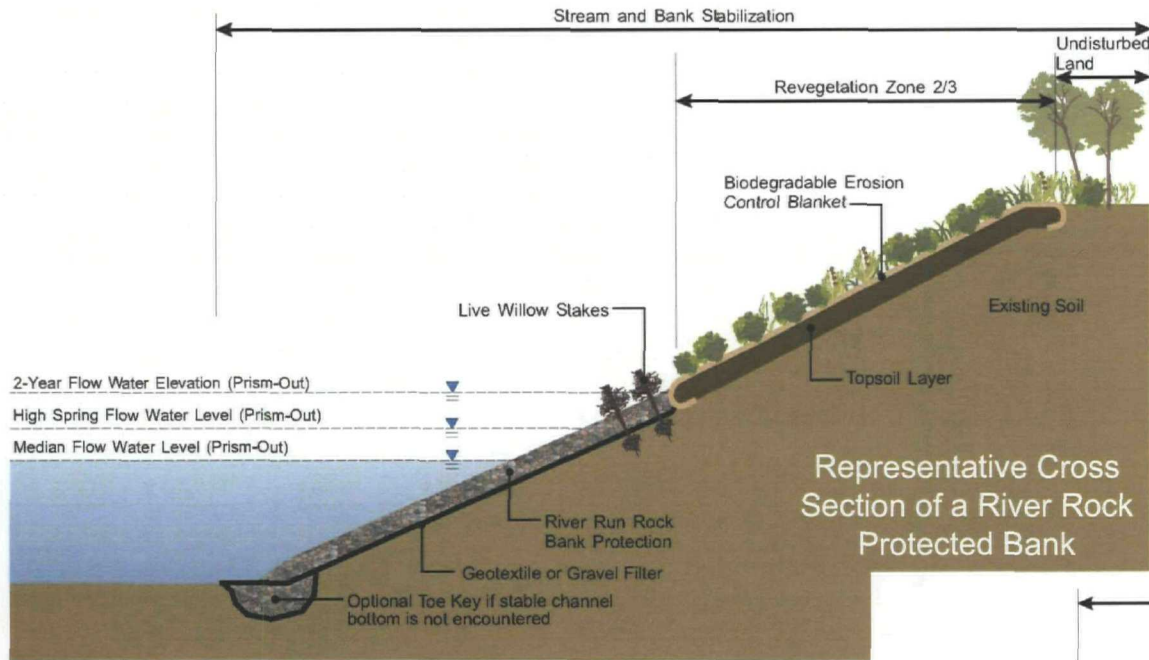 Stream and Bank Stabilization
Undisturbed
Land
Revegetation Zone 2/3
Biodegradable Erosion
Control Blanket
Live Willow Stakes
Existing Soil
2-Year Flow Water Elevation (Prism-Out)
Topsoil Layer
High Spring Flow Water Level (Prism-Out)
Median Flow Water Level (Prism-Out)
Representative Cross
Section of a River Rock
Protected Bank
River Run Rock
Bank Protection
Geotextile or Gravel Filter
Optional Toe Key if stable channel
bottom is not encountered